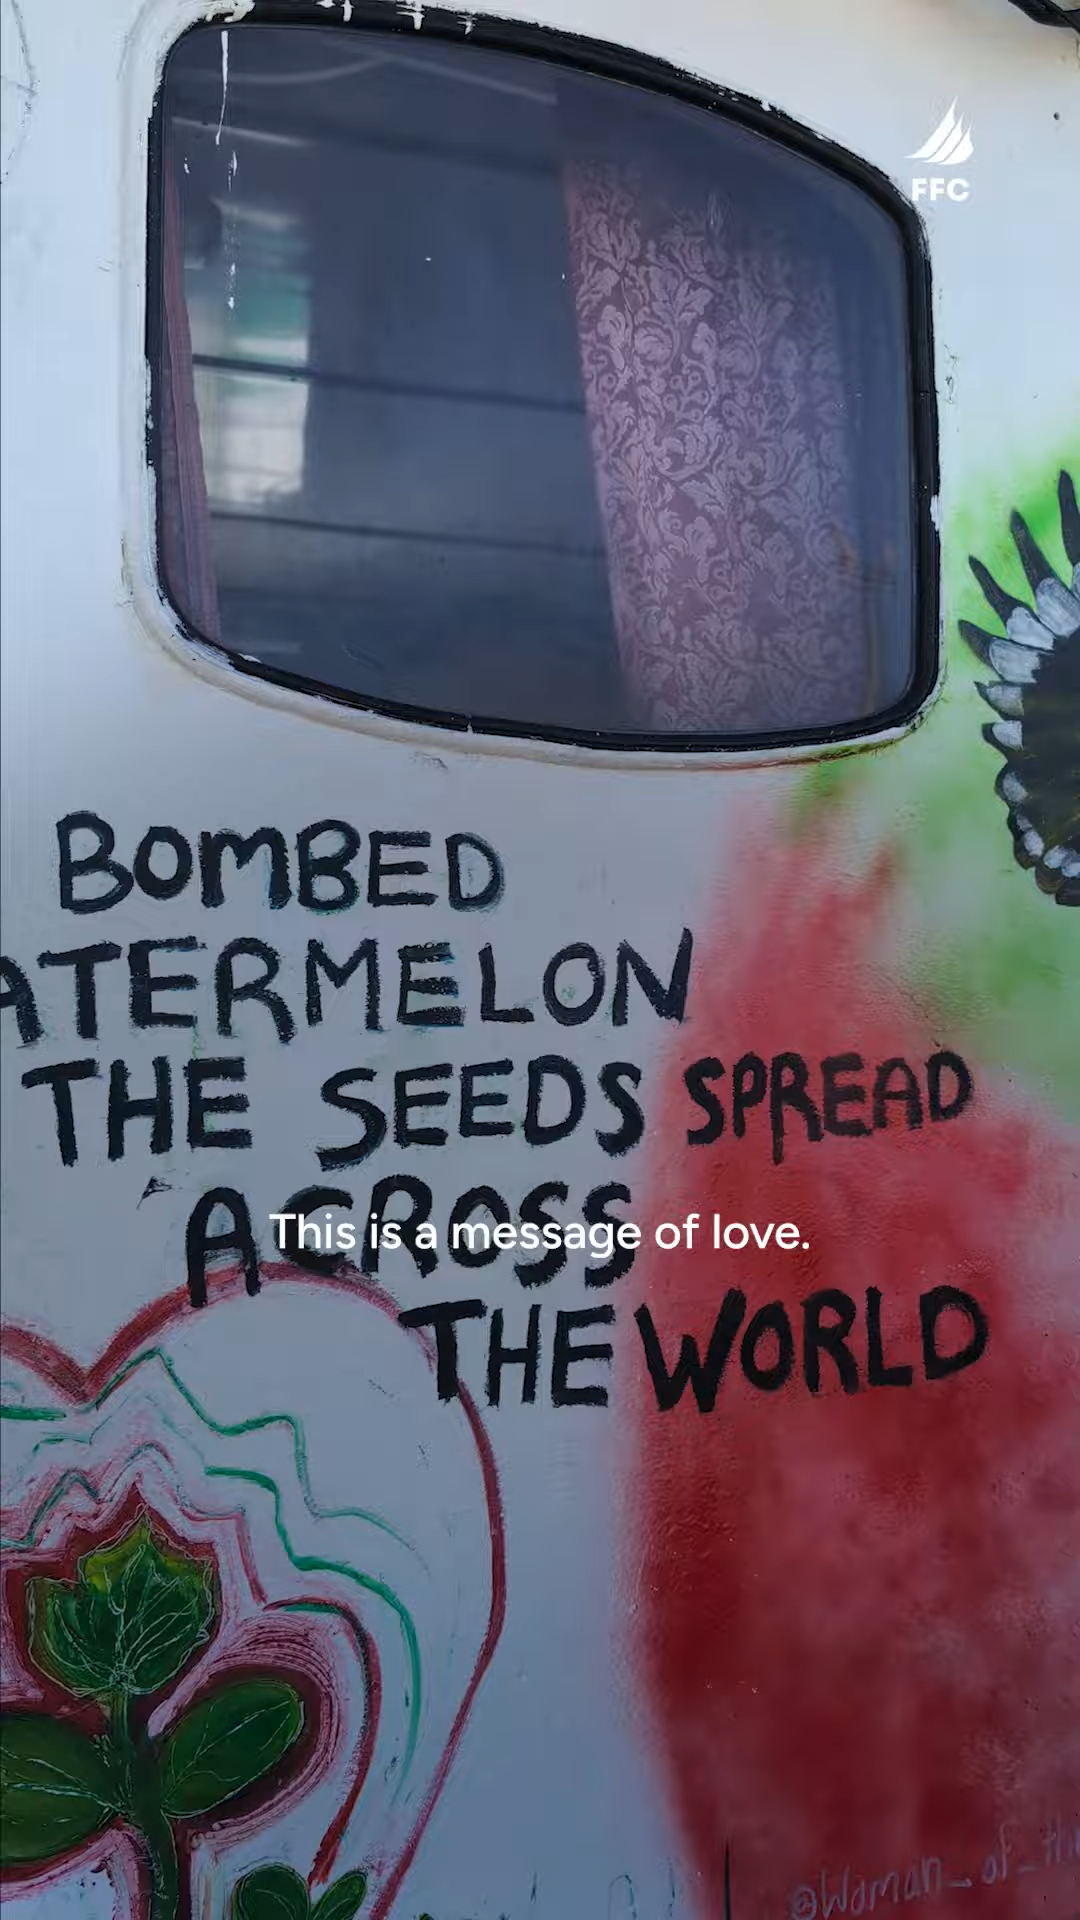 FFC
BOMBED
ATERMELON
THE SEEDS SPREAD
ACROSS
This is a message of love.
THE WORLD
@Woman_of_th